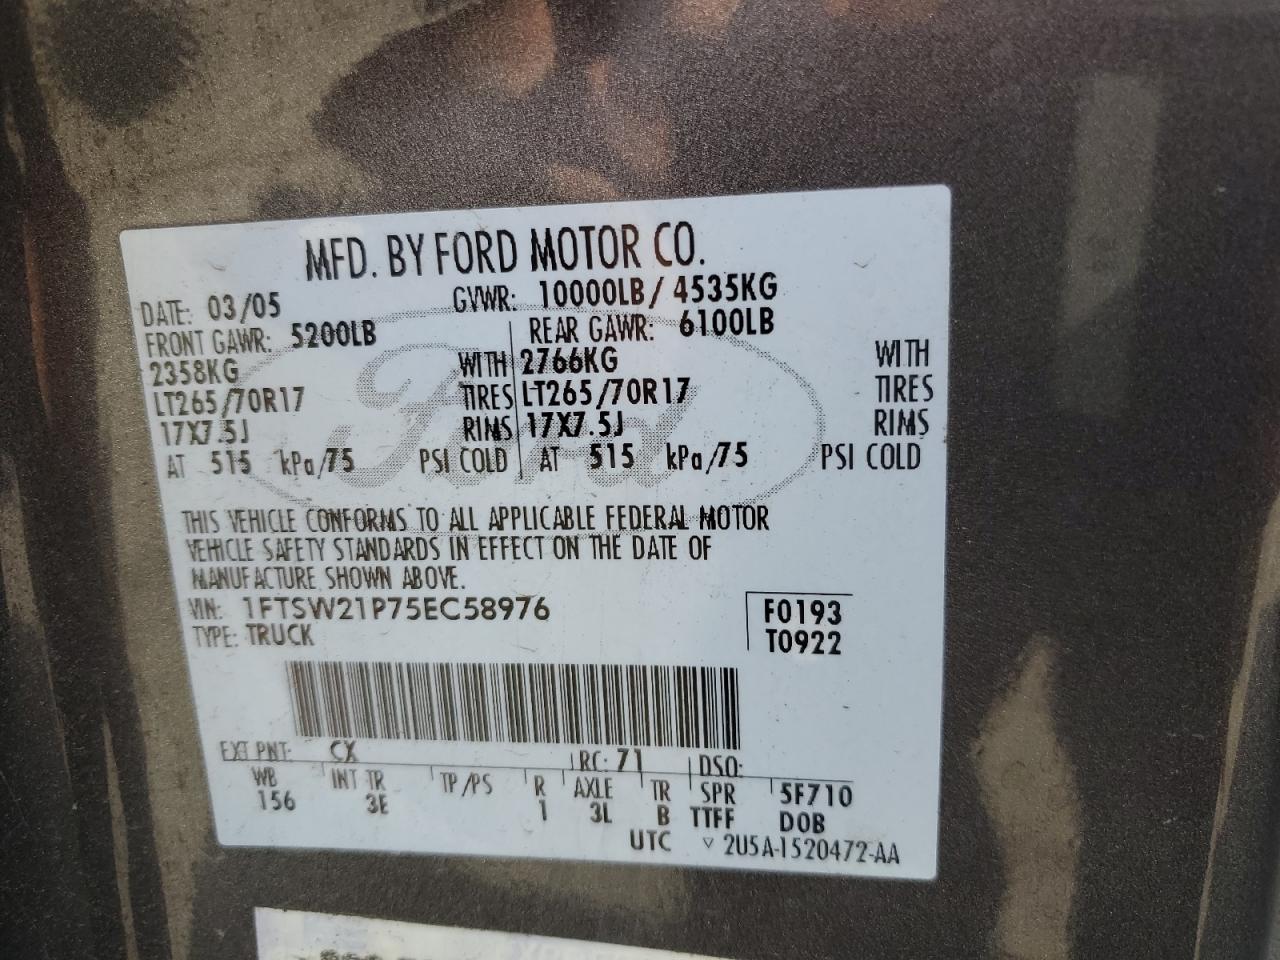 MFD. BY FORD MOTOR CO.
DATE: 03/05 GVWR: 10000LB / 4535KG
FRONT GAWR: 5200LB REAR GAWR: 6100LB
2358KG WITH 2766KG WITH
LT265/70R17 TIRES LT265/70R17 TIRES
17X7.5J RIMS 17X7.5J RIMS
AT 515 kPa/75 PSI COLD AT 515 kPa/75 PSI COLD
Ford
THIS VEHICLE CONFORMS TO ALL APPLICABLE FEDERAL MOTOR
VEHICLE SAFETY STANDARDS IN EFFECT ON THE DATE OF
MANUFACTURE SHOWN ABOVE.
VIN: 1FTSW21P75EC58976 F0193
TYPE: TRUCK T0922
EXT PNT: CX RC: 71 DSO:
WB INT TR TP/PS R AXLE TR SPR 5F710
156 3E 1 3L B TTFF DOB
UTC ▽ 2U5A-1520472-AA